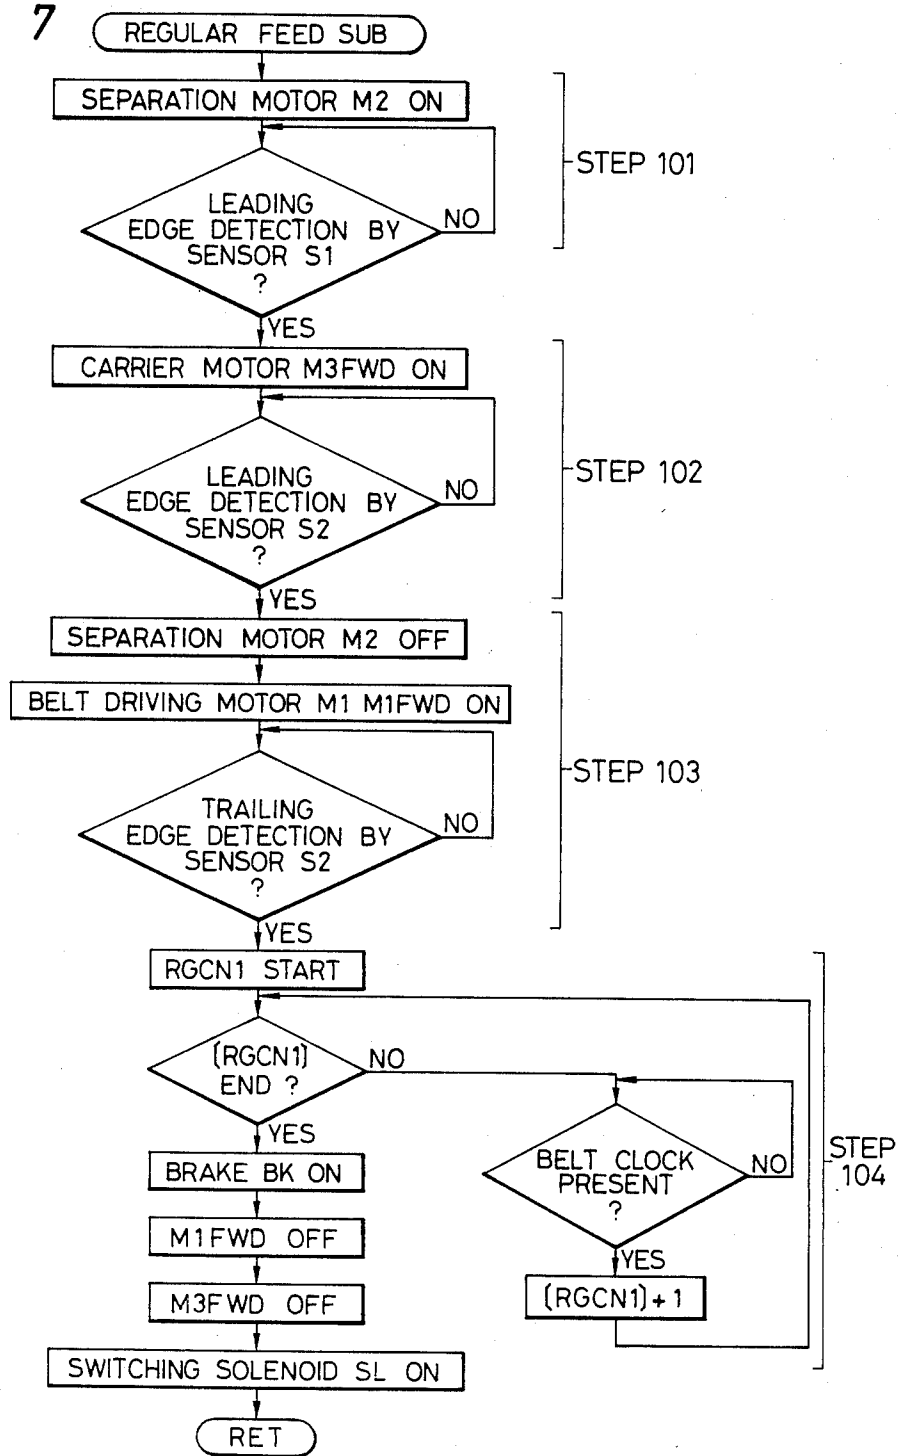 7
REGULAR FEED SUB
SEPARATION MOTOR M2 ON
LEADING
EDGE DETECTION BY
SENSOR S1
?
NO
YES
STEP 101
CARRIER MOTOR M3FWD ON
LEADING
EDGE DETECTION BY
SENSOR S2
?
NO
YES
STEP 102
SEPARATION MOTOR M2 OFF
BELT DRIVING MOTOR M1 M1FWD ON
TRAILING
EDGE DETECTION BY
SENSOR S2
?
NO
YES
STEP 103
RGCN1 START
(RGCN1)
END ?
NO
YES
BELT CLOCK
PRESENT
?
NO
YES
(RGCN1)+1
STEP
104
BRAKE BK ON
M1FWD OFF
M3FWD OFF
SWITCHING SOLENOID SL ON
RET